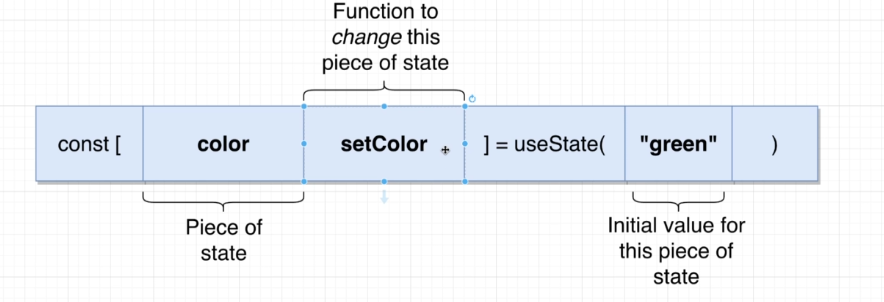 Function to
change this
piece of state
const [ color setColor ] = useState( "green" )
Piece of
state
Initial value for
this piece of
state